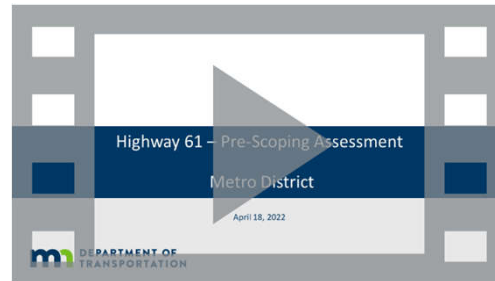 Highway 61 – Pre-Scoping Assessment
Metro District
April 18, 2022
DEPARTMENT OF
TRANSPORTATION